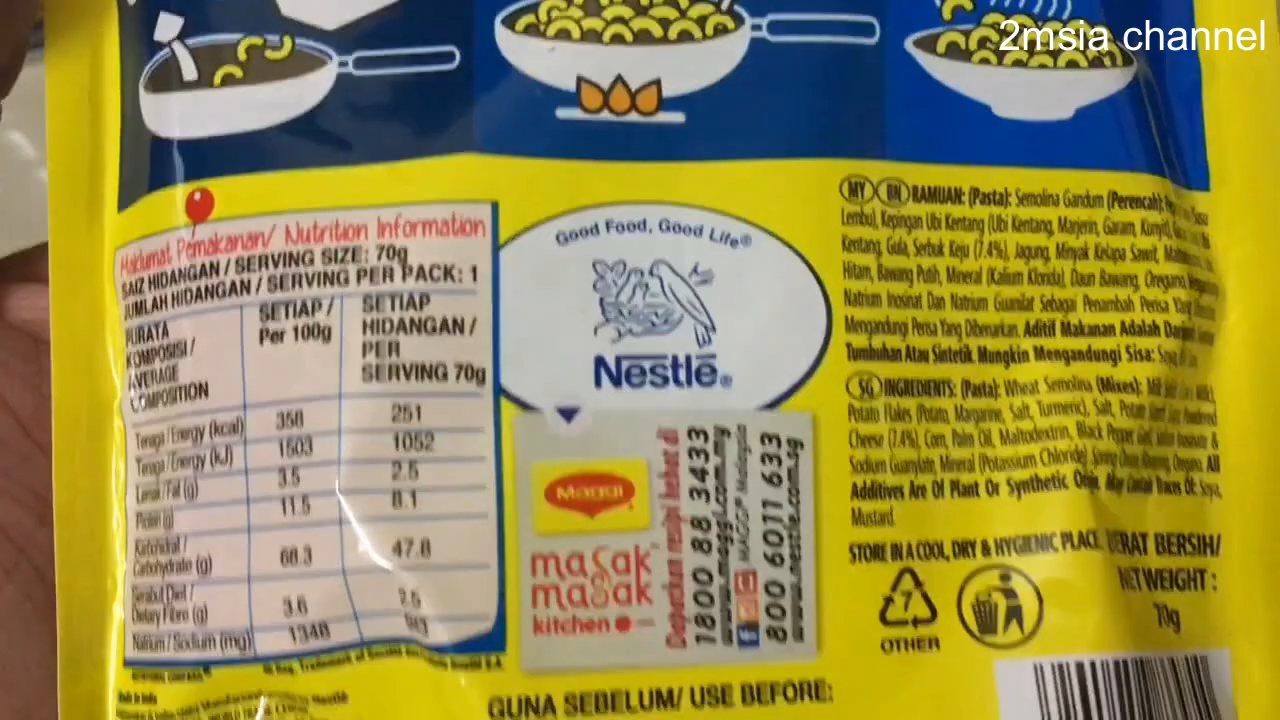 2msia channel
Maklumat Pemakanan/ Nutrition Information
SAIZ HIDANGAN / SERVING SIZE: 70g
JUMLAH HIDANGAN / SERVING PER PACK: 1
PURATA KOMPOSISI / AVERAGE COMPOSITION
SETIAP / Per 100g
SETIAP HIDANGAN / PER SERVING 70g
Tenaga/Energy (kcal) 358 251
Tenaga/Energy (kJ) 1503 1052
Lemak/Fat (g) 3.5 2.5
Protein (g) 11.5 8.1
Karbohidrat / Carbohydrate (g) 68.3 47.8
Serabut Diet / Dietary Fibre (g) 3.6 2.5
Natrium / Sodium (mg) 1348
Good Food, Good Life®
Nestlé®
Maggi
masak masak
kitchen
Dapatkan resipi hebat di
1800 88 3433
www.maggi.com.my
MAGGI® Malaysia
800 6011 633
www.nestle.com.sg
MY BN RAMUAN: (Pasta): Semolina Gandum (Perencah):
Lembu), Kepingan Ubi Kentang (Ubi Kentang, Marjerin, Garam, Kunyit),
Kentang, Gula, Serbuk Keju (7.4%), Jagung, Minyak Kelapa Sawit,
Hitam, Bawang Putih, Mineral (Kalium Klorida), Daun Bawang, Oregano,
Natrium Inosinat Dan Natrium Guanilat Sebagai Penambah Perisa Yang
Mengandungi Perisa Yang Dibenarkan. Aditif Makanan Adalah
Tumbuhan Atau Sintetik. Mungkin Mengandungi Sisa:
SG INGREDIENTS: (Pasta): Wheat Semolina (Mixes):
Potato Flakes (Potato, Margarine, Salt, Turmeric), Salt, Potato
Cheese (7.4%), Corn, Palm Oil, Maltodextrin, Black Pepper,
Sodium Guanylate, Mineral (Potassium Chloride), Oregano. All
Additives Are Of Plant Or Synthetic Origin. May Contain Traces Of: Soya,
Mustard.
STORE IN A COOL, DRY & HYGIENIC PLACE.
BERAT BERSIH/
NET WEIGHT :
70g
7
OTHER
GUNA SEBELUM/ USE BEFORE: